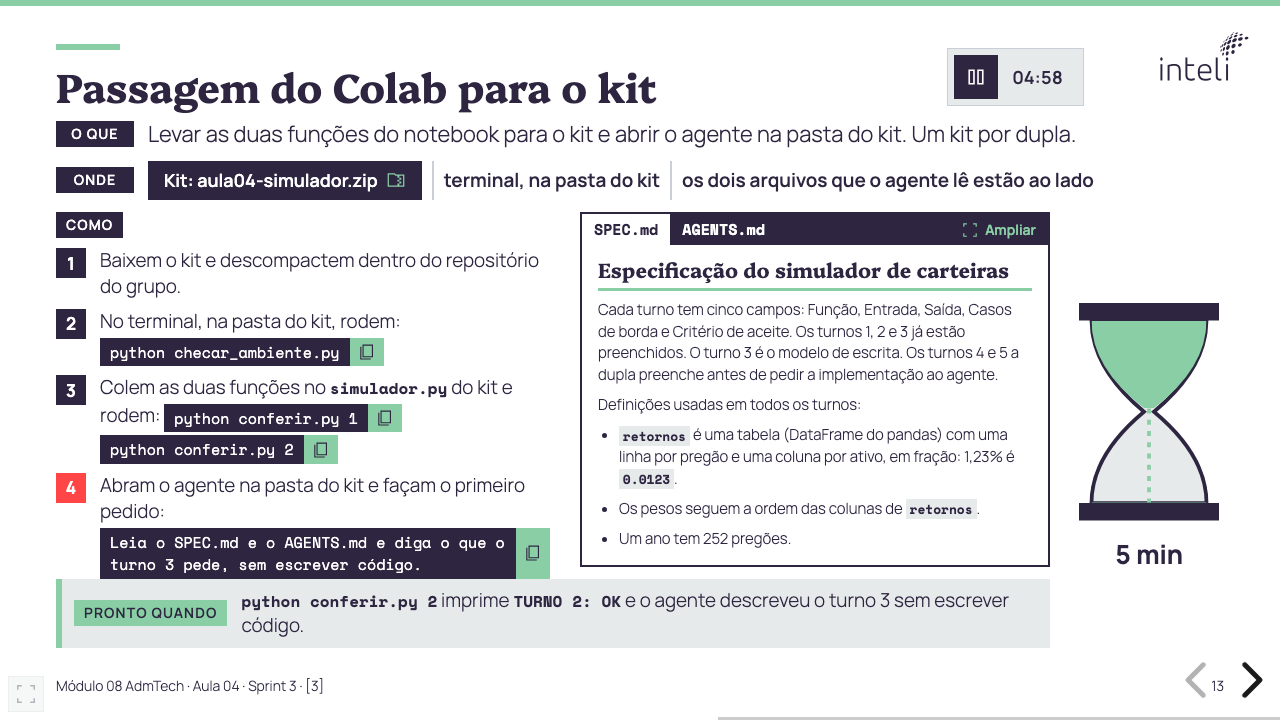 Passagem do Colab para o kit
04:58
inteli
O QUE
Levar as duas funções do notebook para o kit e abrir o agente na pasta do kit. Um kit por dupla.
ONDE
Kit: aula04-simulador.zip
terminal, na pasta do kit
os dois arquivos que o agente lê estão ao lado
COMO
1
Baixem o kit e descompactem dentro do repositório
do grupo.
2
No terminal, na pasta do kit, rodem:
python checar_ambiente.py
3
Colem as duas funções no simulador.py do kit e
rodem: python conferir.py 1
python conferir.py 2
4
Abram o agente na pasta do kit e façam o primeiro
pedido:
Leia o SPEC.md e o AGENTS.md e diga o que o
turno 3 pede, sem escrever código.
SPEC.md
AGENTS.md
Ampliar
Especificação do simulador de carteiras
Cada turno tem cinco campos: Função, Entrada, Saída, Casos
de borda e Critério de aceite. Os turnos 1, 2 e 3 já estão
preenchidos. O turno 3 é o modelo de escrita. Os turnos 4 e 5 a
dupla preenche antes de pedir a implementação ao agente.
Definições usadas em todos os turnos:
• retornos é uma tabela (DataFrame do pandas) com uma
linha por pregão e uma coluna por ativo, em fração: 1,23% é
0.0123.
• Os pesos seguem a ordem das colunas de retornos.
• Um ano tem 252 pregões.
5 min
PRONTO QUANDO
python conferir.py 2 imprime TURNO 2: OK e o agente descreveu o turno 3 sem escrever
código.
Módulo 08 AdmTech · Aula 04 · Sprint 3 · [3]
13